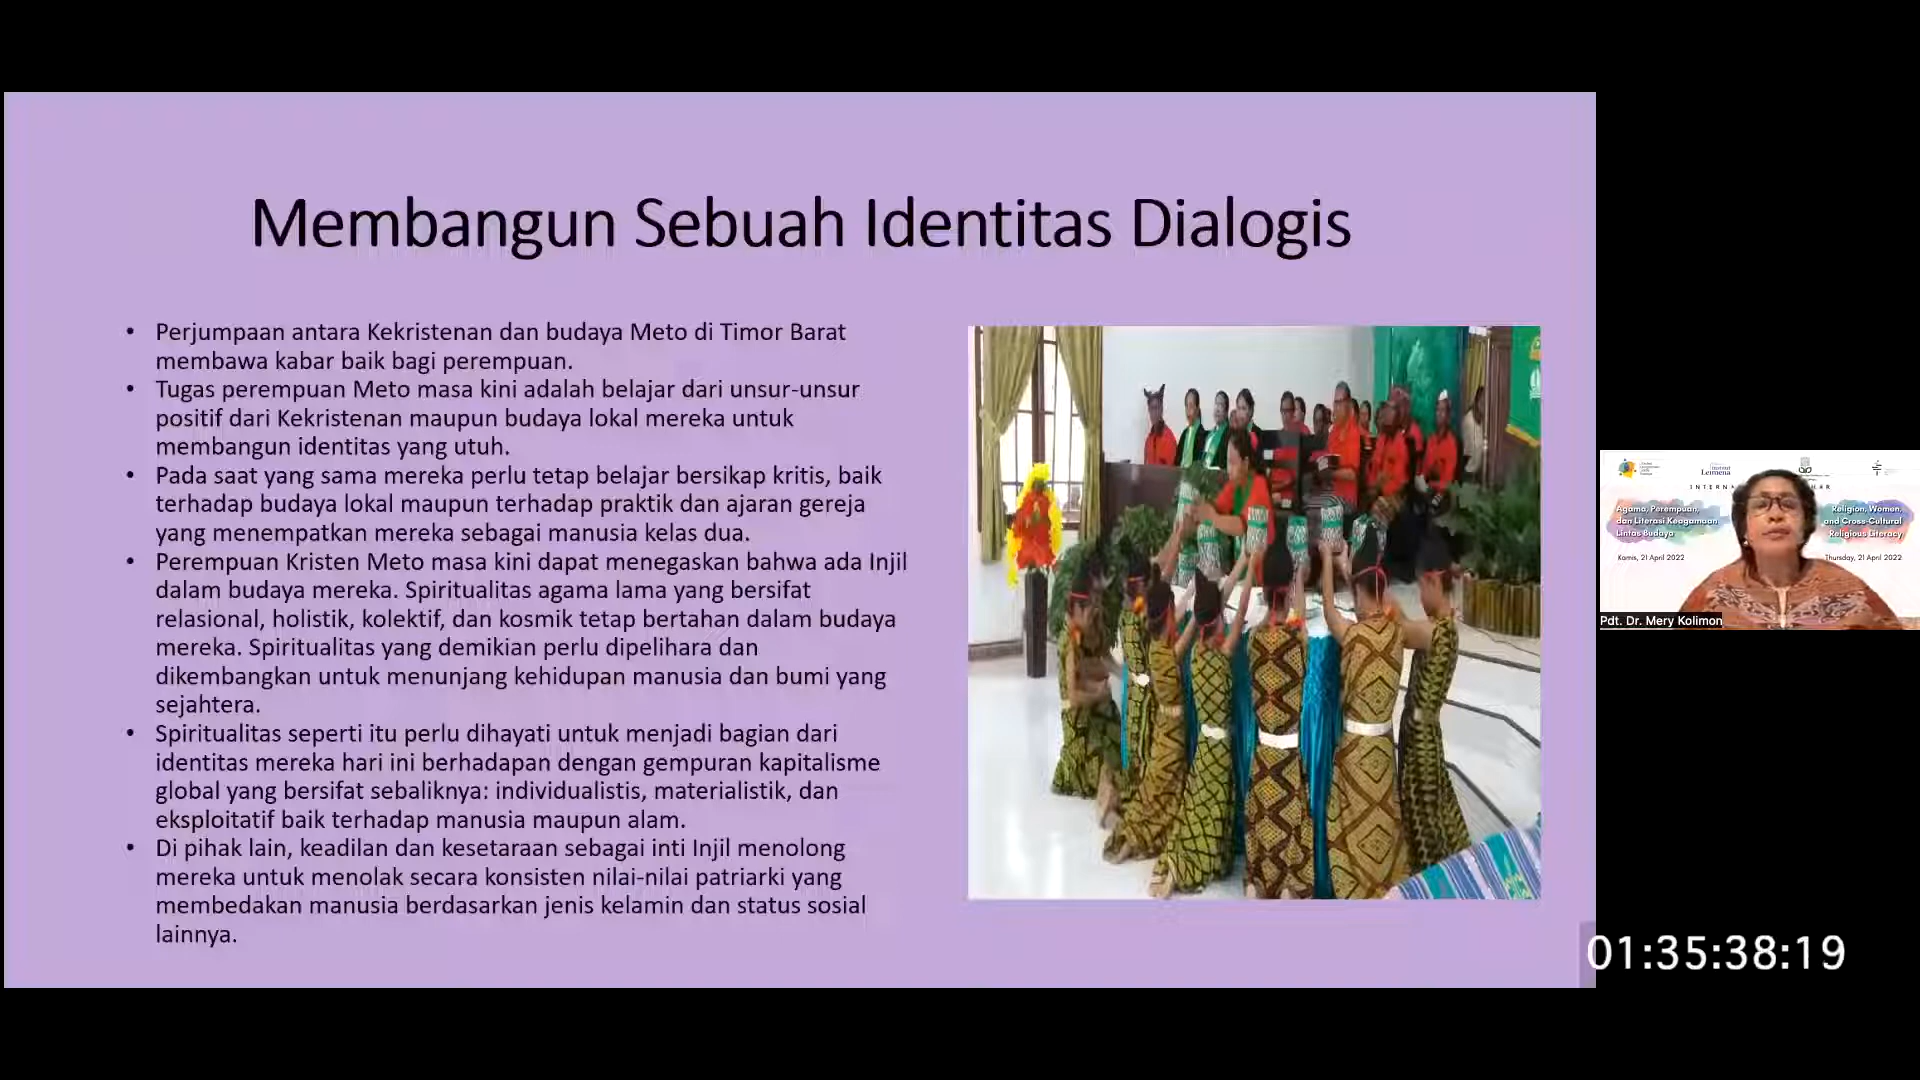 Membangun Sebuah Identitas Dialogis
• Perjumpaan antara Kekristenan dan budaya Meto di Timor Barat
membawa kabar baik bagi perempuan.
• Tugas perempuan Meto masa kini adalah belajar dari unsur-unsur
positif dari Kekristenan maupun budaya lokal mereka untuk
membangun identitas yang utuh.
• Pada saat yang sama mereka perlu tetap belajar bersikap kritis, baik
terhadap budaya lokal maupun terhadap praktik dan ajaran gereja
yang menempatkan mereka sebagai manusia kelas dua.
• Perempuan Kristen Meto masa kini dapat menegaskan bahwa ada Injil
dalam budaya mereka. Spiritualitas agama lama yang bersifat
relasional, holistik, kolektif, dan kosmik tetap bertahan dalam budaya
mereka. Spiritualitas yang demikian perlu dipelihara dan
dikembangkan untuk menunjang kehidupan manusia dan bumi yang
sejahtera.
• Spiritualitas seperti itu perlu dihayati untuk menjadi bagian dari
identitas mereka hari ini berhadapan dengan gempuran kapitalisme
global yang bersifat sebaliknya: individualistis, materialistik, dan
eksploitatif baik terhadap manusia maupun alam.
• Di pihak lain, keadilan dan kesetaraan sebagai inti Injil menolong
mereka untuk menolak secara konsisten nilai-nilai patriarki yang
membedakan manusia berdasarkan jenis kelamin dan status sosial
lainnya.
Leimena
Agama, Perempuan,
dan Literasi Keagamaan
Lintas Budaya
Kamis, 21 April 2022
Religion, Women,
and Cross-Cultural
Religious Literacy
Thursday, 21 April 2022
Pdt. Dr. Mery Kolimon
01:35:38:19